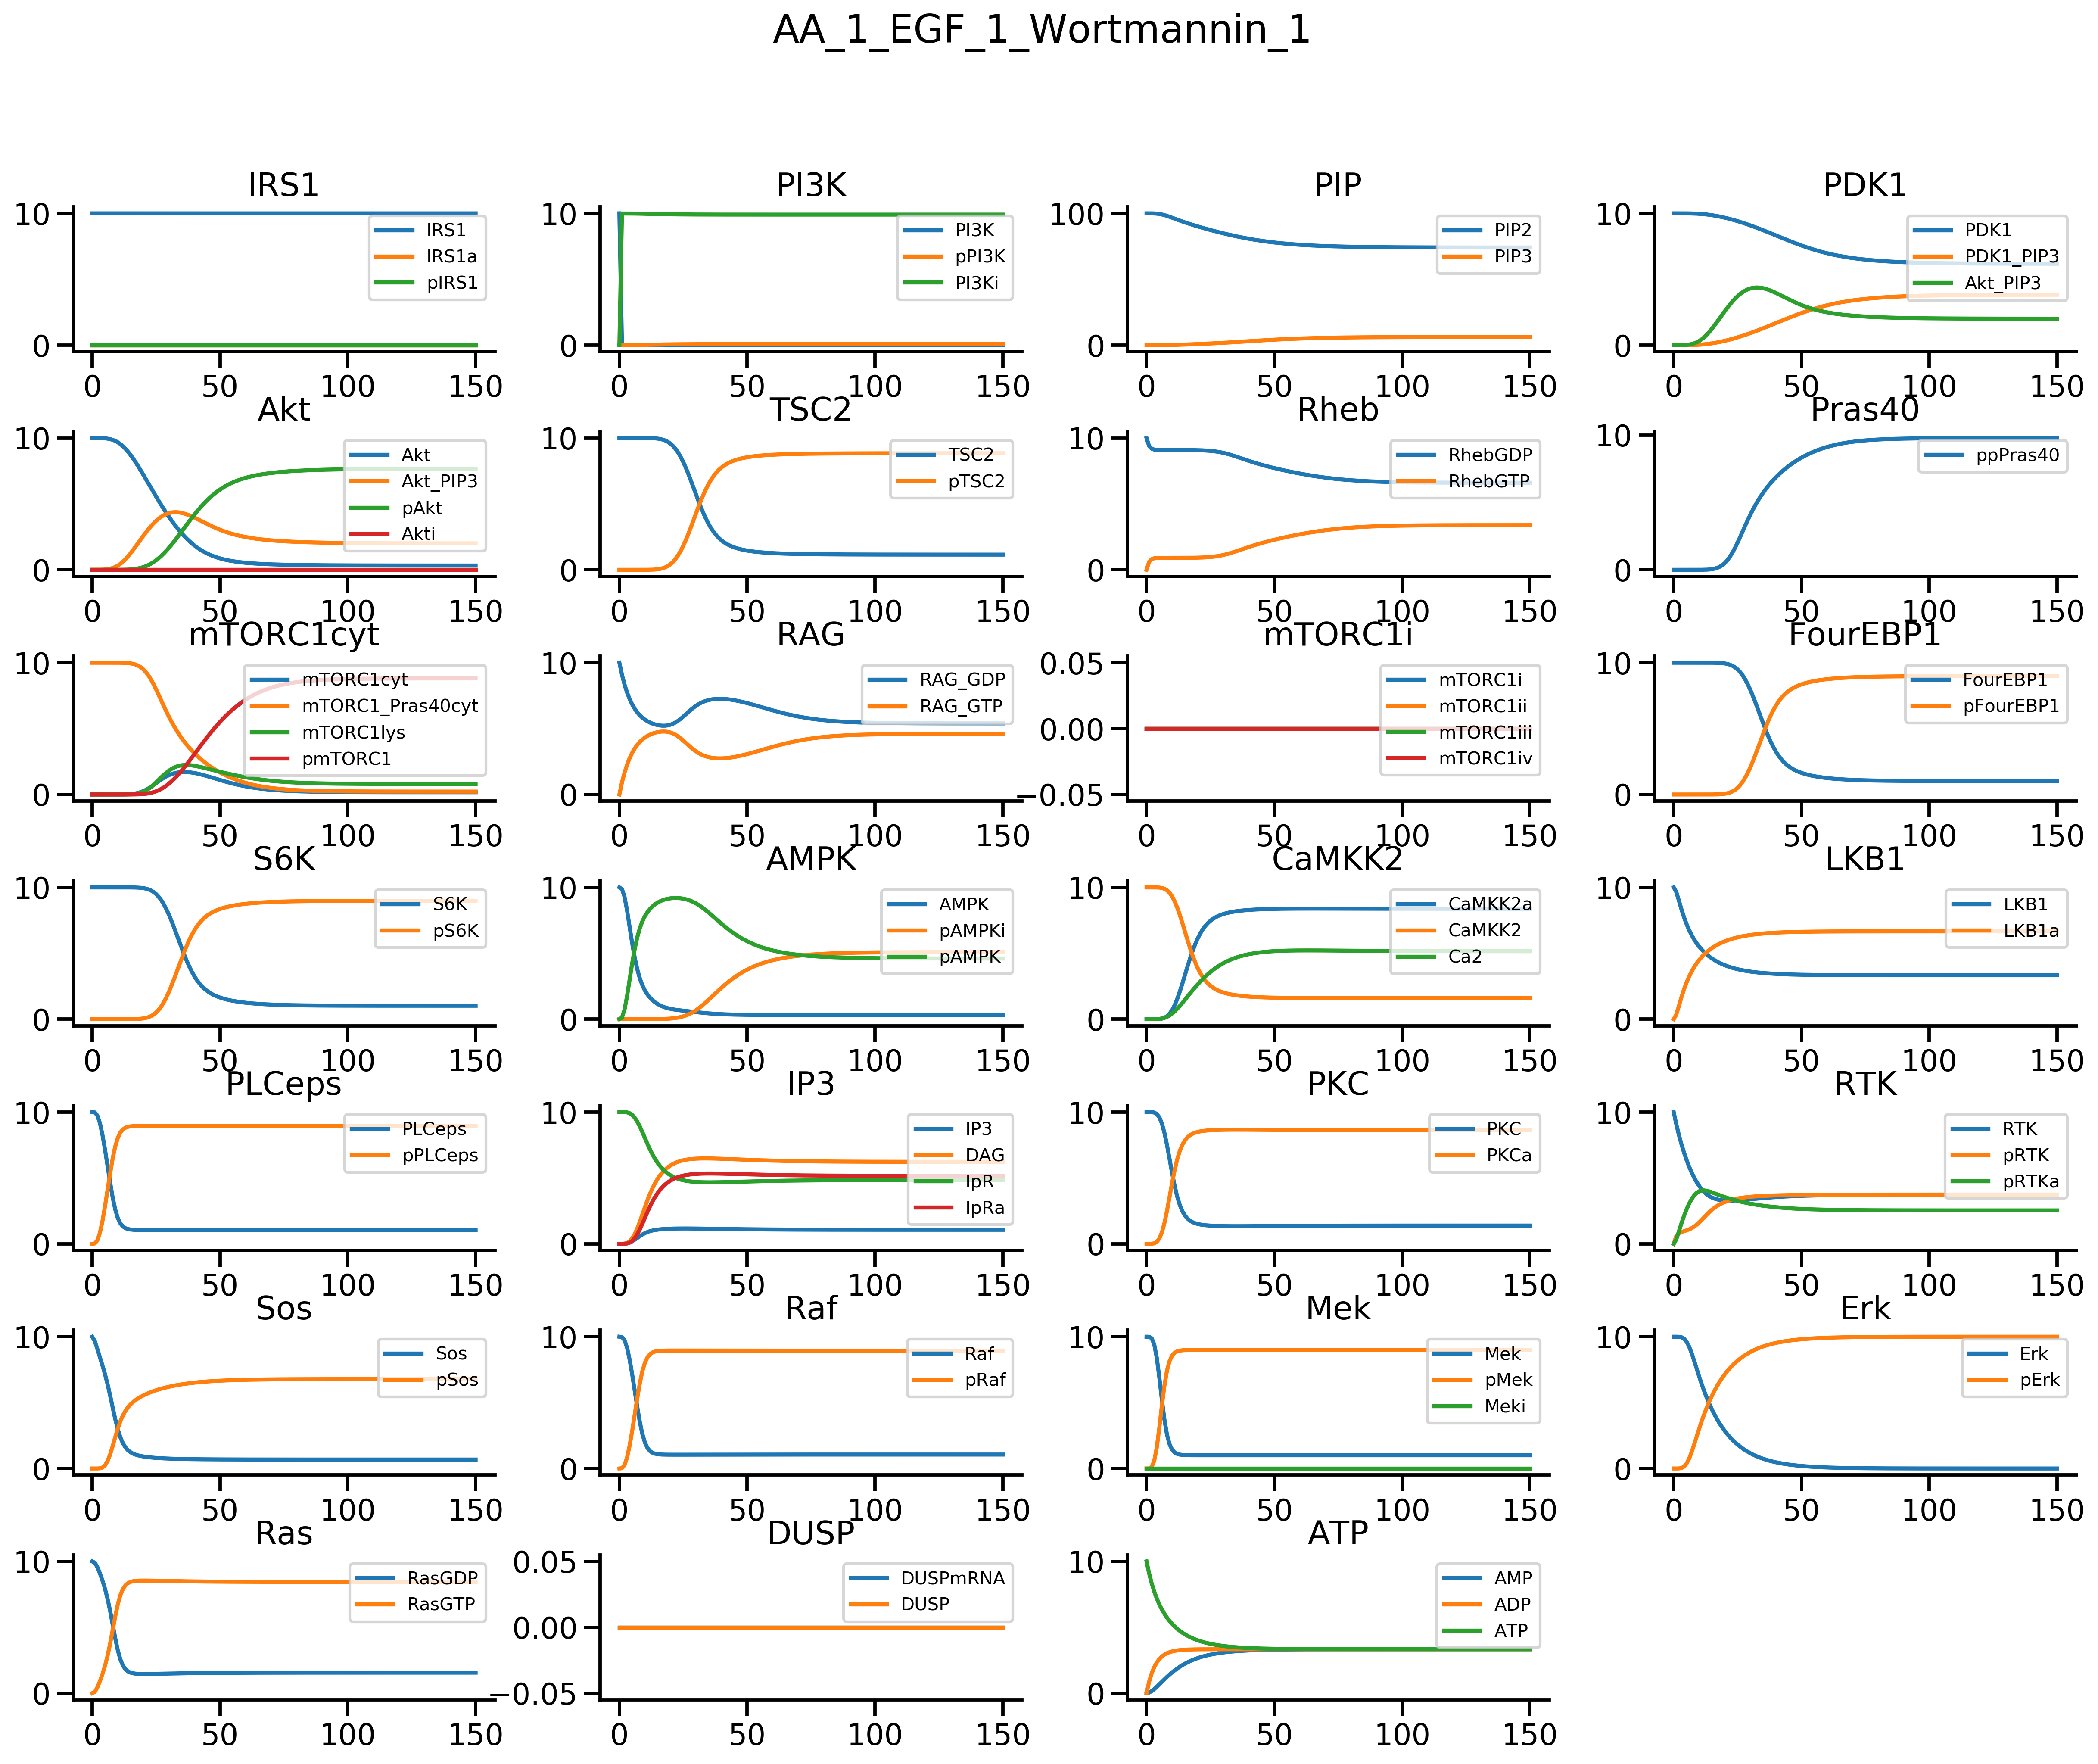 AA_1_EGF_1_Wortmannin_1
IRS1
10
0
0 50 100 150
IRS1
IRS1a
pIRS1
PI3K
10
0
0 50 100 150
PI3K
pPI3K
PI3Ki
PIP
100
0
0 50 100 150
PIP2
PIP3
PDK1
10
0
0 50 100 150
PDK1
PDK1_PIP3
Akt_PIP3
Akt
10
0
0 50 100 150
Akt
Akt_PIP3
pAkt
Akti
TSC2
10
0
0 50 100 150
TSC2
pTSC2
Rheb
10
0
0 50 100 150
RhebGDP
RhebGTP
Pras40
10
0
0 50 100 150
ppPras40
mTORC1cyt
10
0
0 50 100 150
mTORC1cyt
mTORC1_Pras40cyt
mTORC1lys
pmTORC1
RAG
10
0
0 50 100 150
RAG_GDP
RAG_GTP
mTORC1i
0.05
0.00
−0.05
0 50 100 150
mTORC1i
mTORC1ii
mTORC1iii
mTORC1iv
FourEBP1
10
0
0 50 100 150
FourEBP1
pFourEBP1
S6K
10
0
0 50 100 150
S6K
pS6K
AMPK
10
0
0 50 100 150
AMPK
pAMPKi
pAMPK
CaMKK2
10
0
0 50 100 150
CaMKK2a
CaMKK2
Ca2
LKB1
10
0
0 50 100 150
LKB1
LKB1a
PLCeps
10
0
0 50 100 150
PLCeps
pPLCeps
IP3
10
0
0 50 100 150
IP3
DAG
IpR
IpRa
PKC
10
0
0 50 100 150
PKC
PKCa
RTK
10
0
0 50 100 150
RTK
pRTK
pRTKa
Sos
10
0
0 50 100 150
Sos
pSos
Raf
10
0
0 50 100 150
Raf
pRaf
Mek
10
0
0 50 100 150
Mek
pMek
Meki
Erk
10
0
0 50 100 150
Erk
pErk
Ras
10
0
0 50 100 150
RasGDP
RasGTP
DUSP
0.05
0.00
−0.05
0 50 100 150
DUSPmRNA
DUSP
ATP
10
0
0 50 100 150
AMP
ADP
ATP